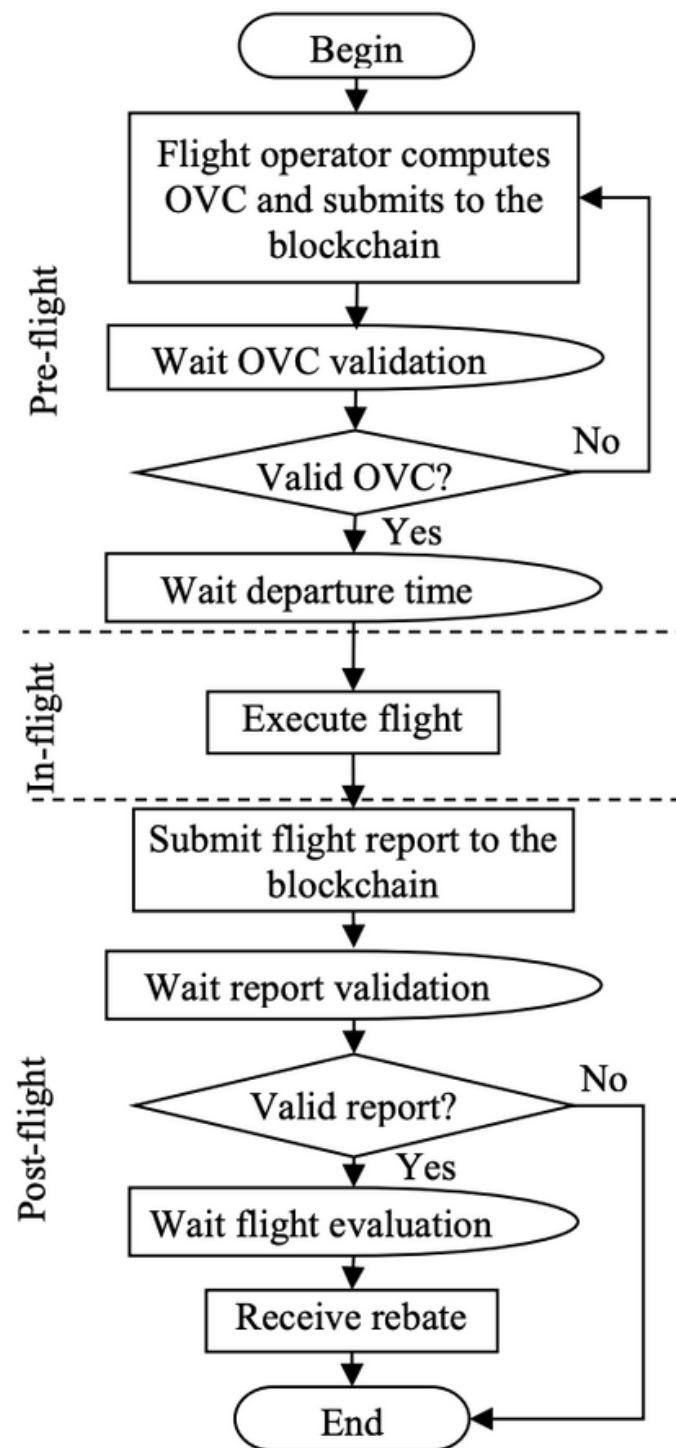 Begin
Flight operator computes
OVC and submits to the
blockchain
Pre-flight
Wait OVC validation
No
Valid OVC?
Yes
Wait departure time
In-flight
Execute flight
Submit flight report to the
blockchain
Wait report validation
Post-flight
No
Valid report?
Yes
Wait flight evaluation
Receive rebate
End